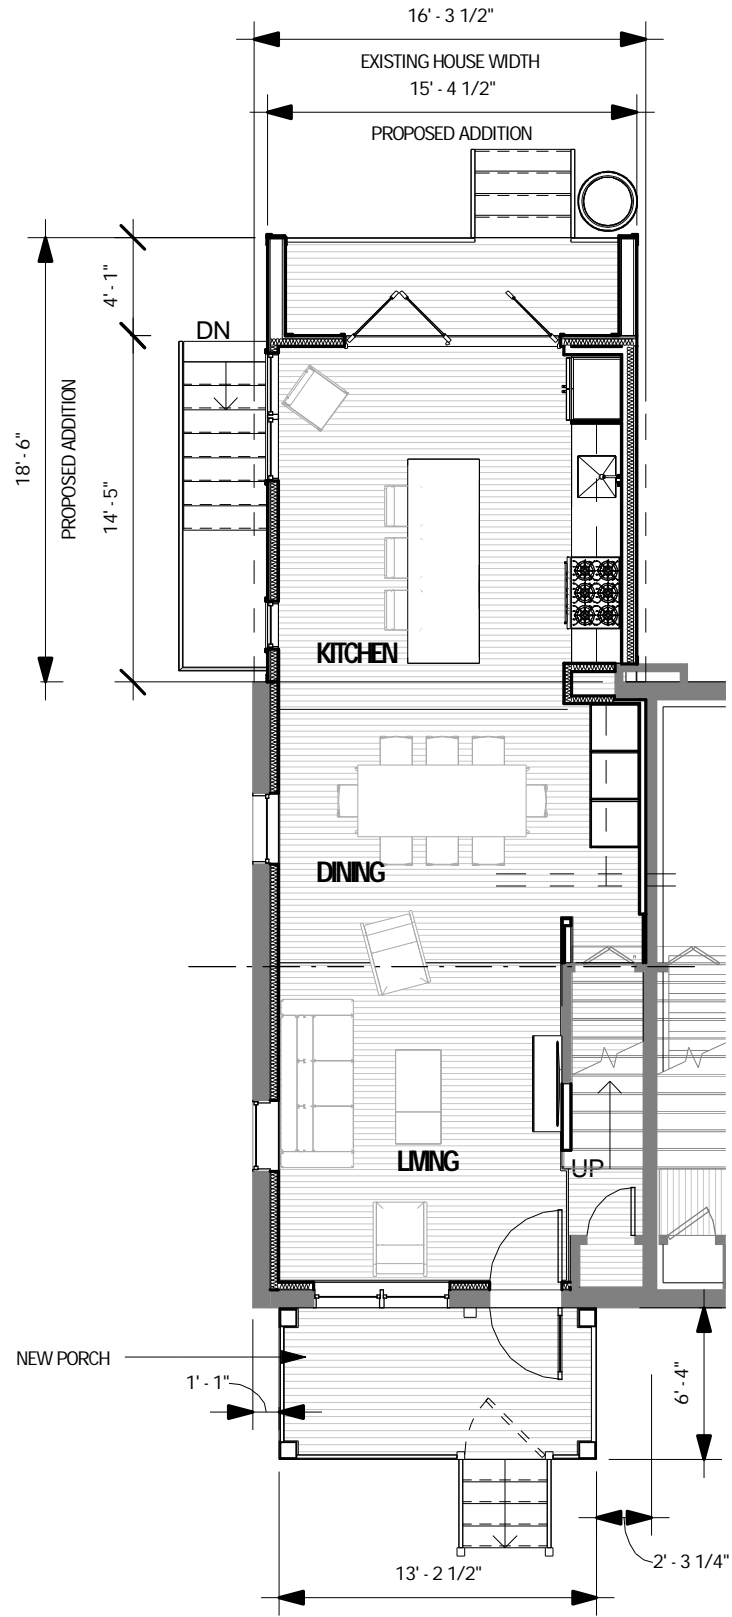 16' - 3 1/2"
EXISTING HOUSE WIDTH
15' - 4 1/2"
PROPOSED ADDITION
4' - 1"
DN
18' - 6"
PROPOSED ADDITION
14' - 5"
KITCHEN
DINING
LIVING
UP
NEW PORCH
1' - 1"
6' - 4"
2' - 3 1/4"
13' - 2 1/2"